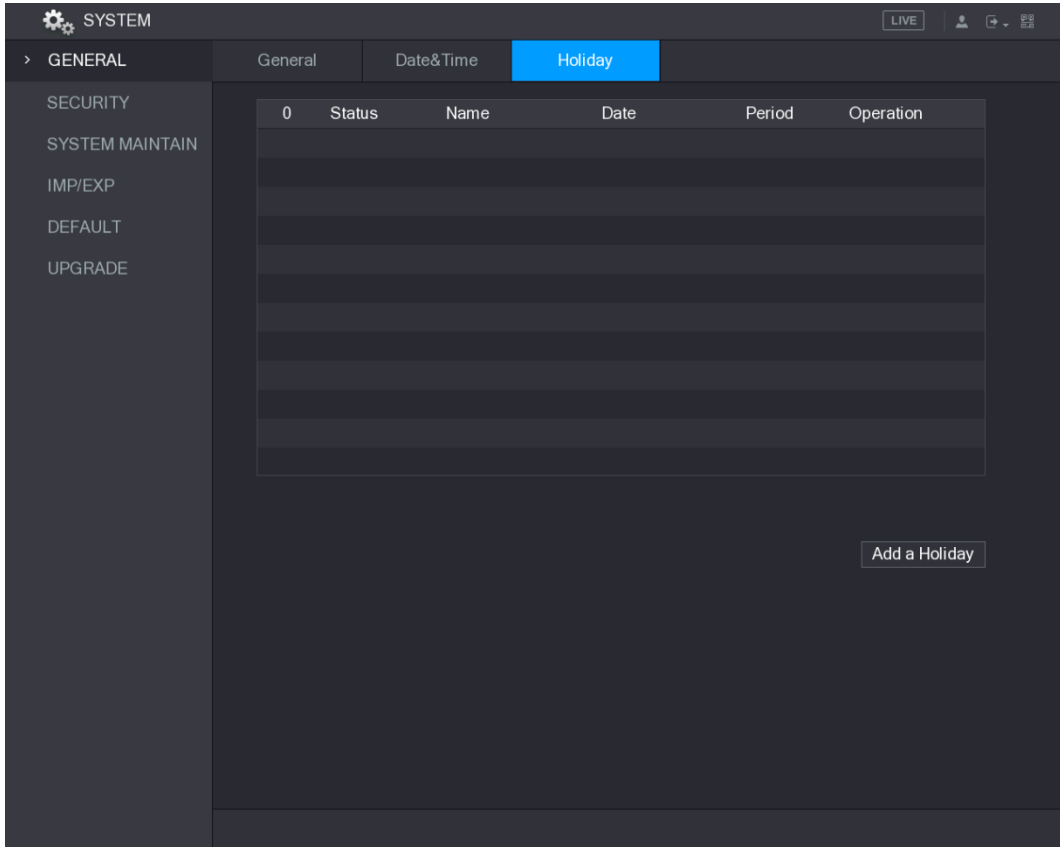 SYSTEM
LIVE
> GENERAL
General Date&Time Holiday
SECURITY
0 Status Name Date Period Operation
SYSTEM MAINTAIN
IMP/EXP
DEFAULT
UPGRADE
Add a Holiday